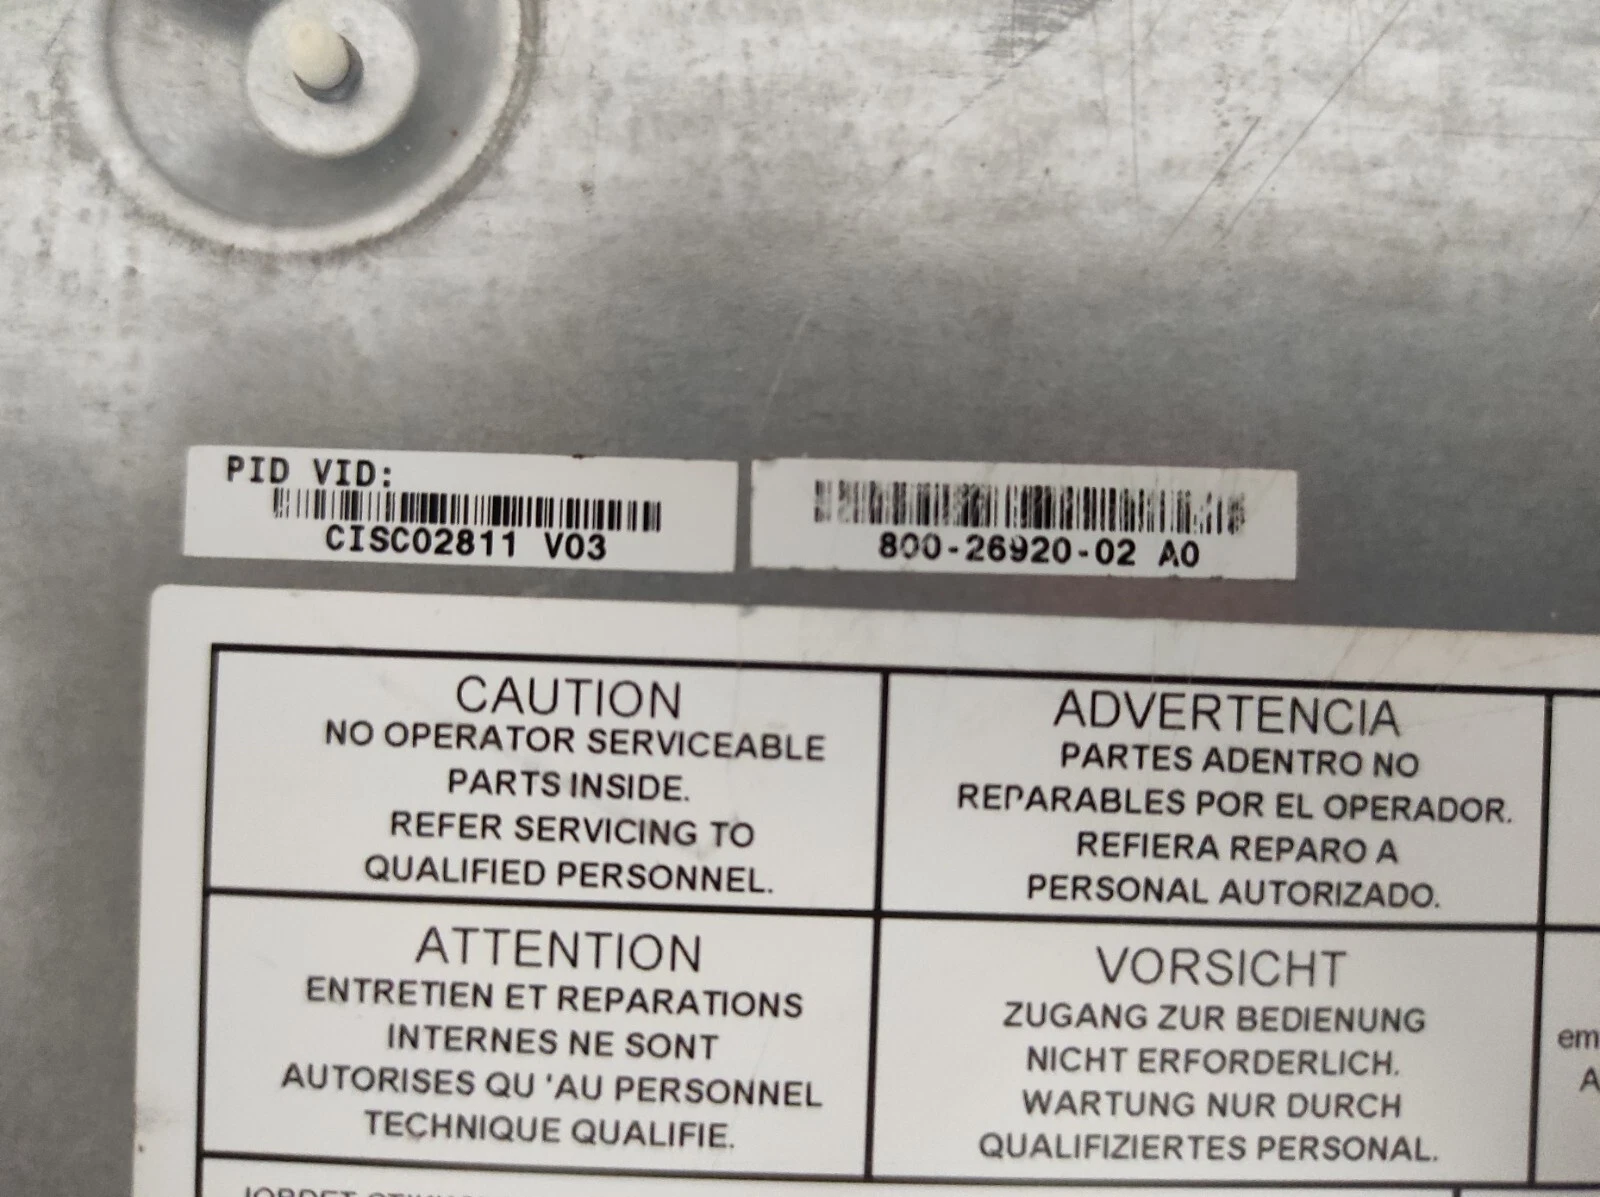 PID VID:
CISCO2811 V03
800-26920-02 A0
CAUTION
NO OPERATOR SERVICEABLE
PARTS INSIDE.
REFER SERVICING TO
QUALIFIED PERSONNEL.
ADVERTENCIA
PARTES ADENTRO NO
REPARABLES POR EL OPERADOR.
REFIERA REPARO A
PERSONAL AUTORIZADO.
ATTENTION
ENTRETIEN ET REPARATIONS
INTERNES NE SONT
AUTORISES QU 'AU PERSONNEL
TECHNIQUE QUALIFIE.
VORSICHT
ZUGANG ZUR BEDIENUNG
NICHT ERFORDERLICH.
WARTUNG NUR DURCH
QUALIFIZIERTES PERSONAL.
em
A